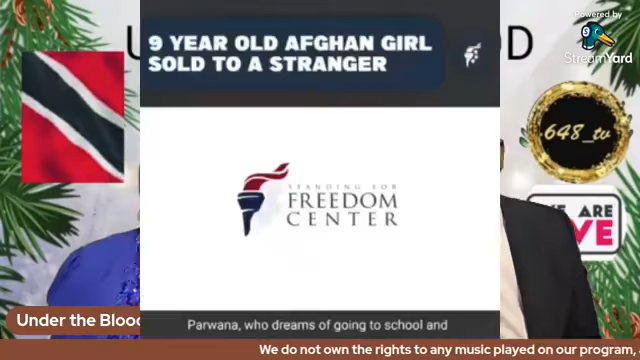 Powered by
StreamYard
U
D
9 YEAR OLD AFGHAN GIRL
SOLD TO A STRANGER
648_tv
STANDING FOR
FREEDOM
CENTER
ARE
Parwana, who dreams of going to school and
Under the Blood
We do not own the rights to any music played on our program,